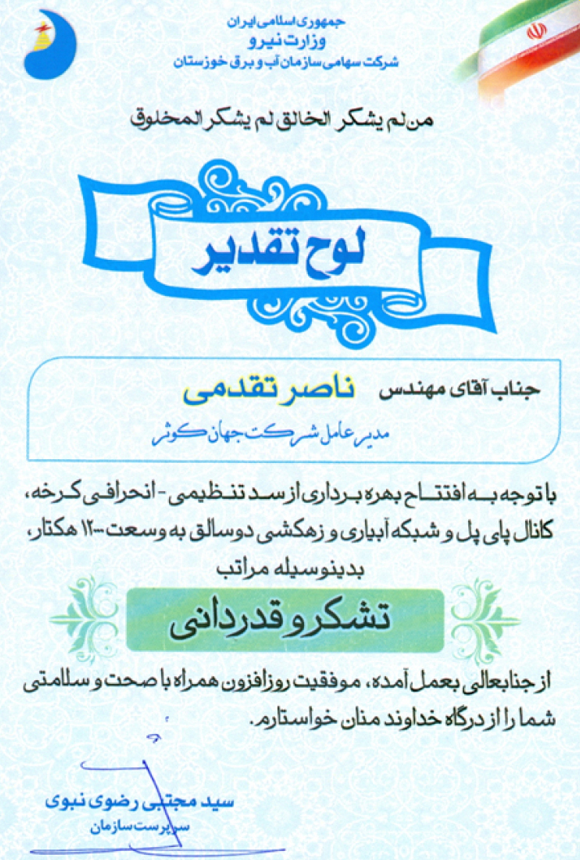 جمهوری اسلامی ایران
وزارت نیرو
شرکت سهامی سازمان آب و برق خوزستان
من لم یشکر الخالق لم یشکر المخلوق
لوح تقدیر
جناب آقای مهندس ناصر تقدمی
مدیر عامل شرکت جهان کوثر
با توجه به افتتاح بهره برداری از سد تنظیمی - انحرافی کرخه،
کانال پای پل و شبکه آبیاری و زهکشی دوسالق به وسعت ۱۲۰۰۰ هکتار،
بدینوسیله مراتب
تشکر و قدردانی
از جنابعالی بعمل آمده، موفقیت روزافزون همراه با صحت و سلامتی
شما را از درگاه خداوند منان خواستارم.
سید مجتبی رضوی نبوی
سرپرست سازمان